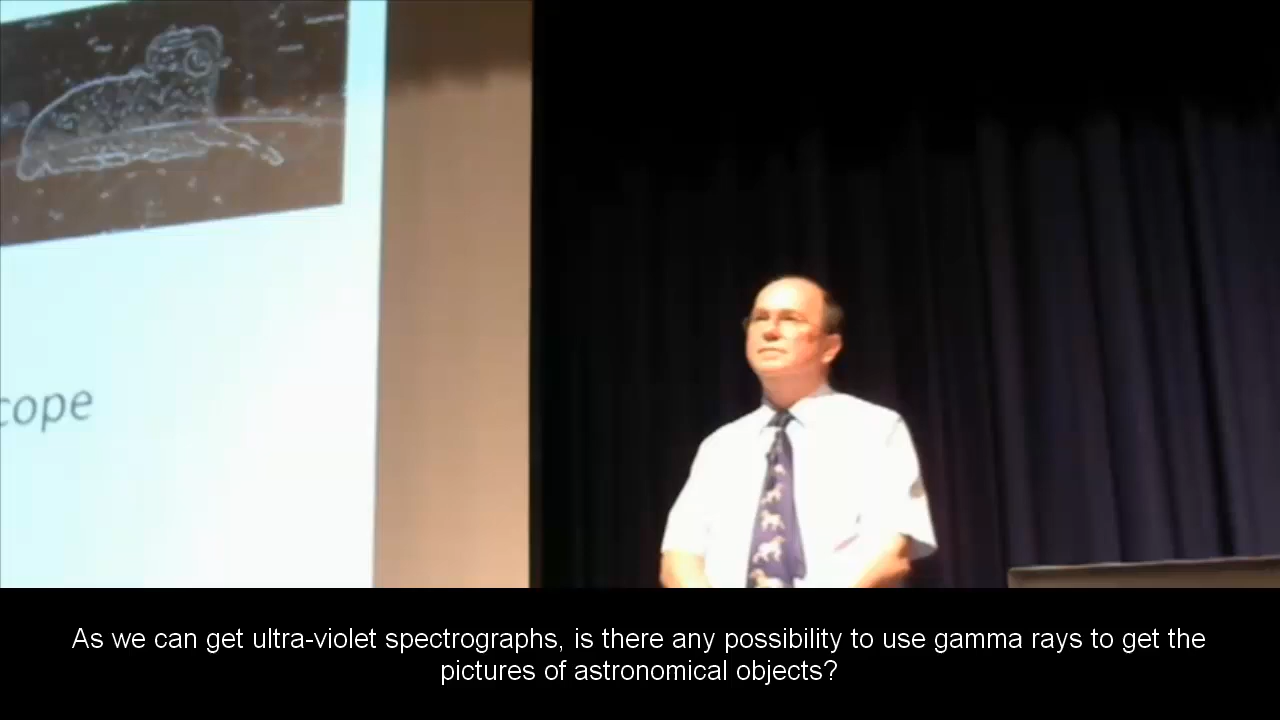 cope
As we can get ultra-violet spectrographs, is there any possibility to use gamma rays to get the
pictures of astronomical objects?